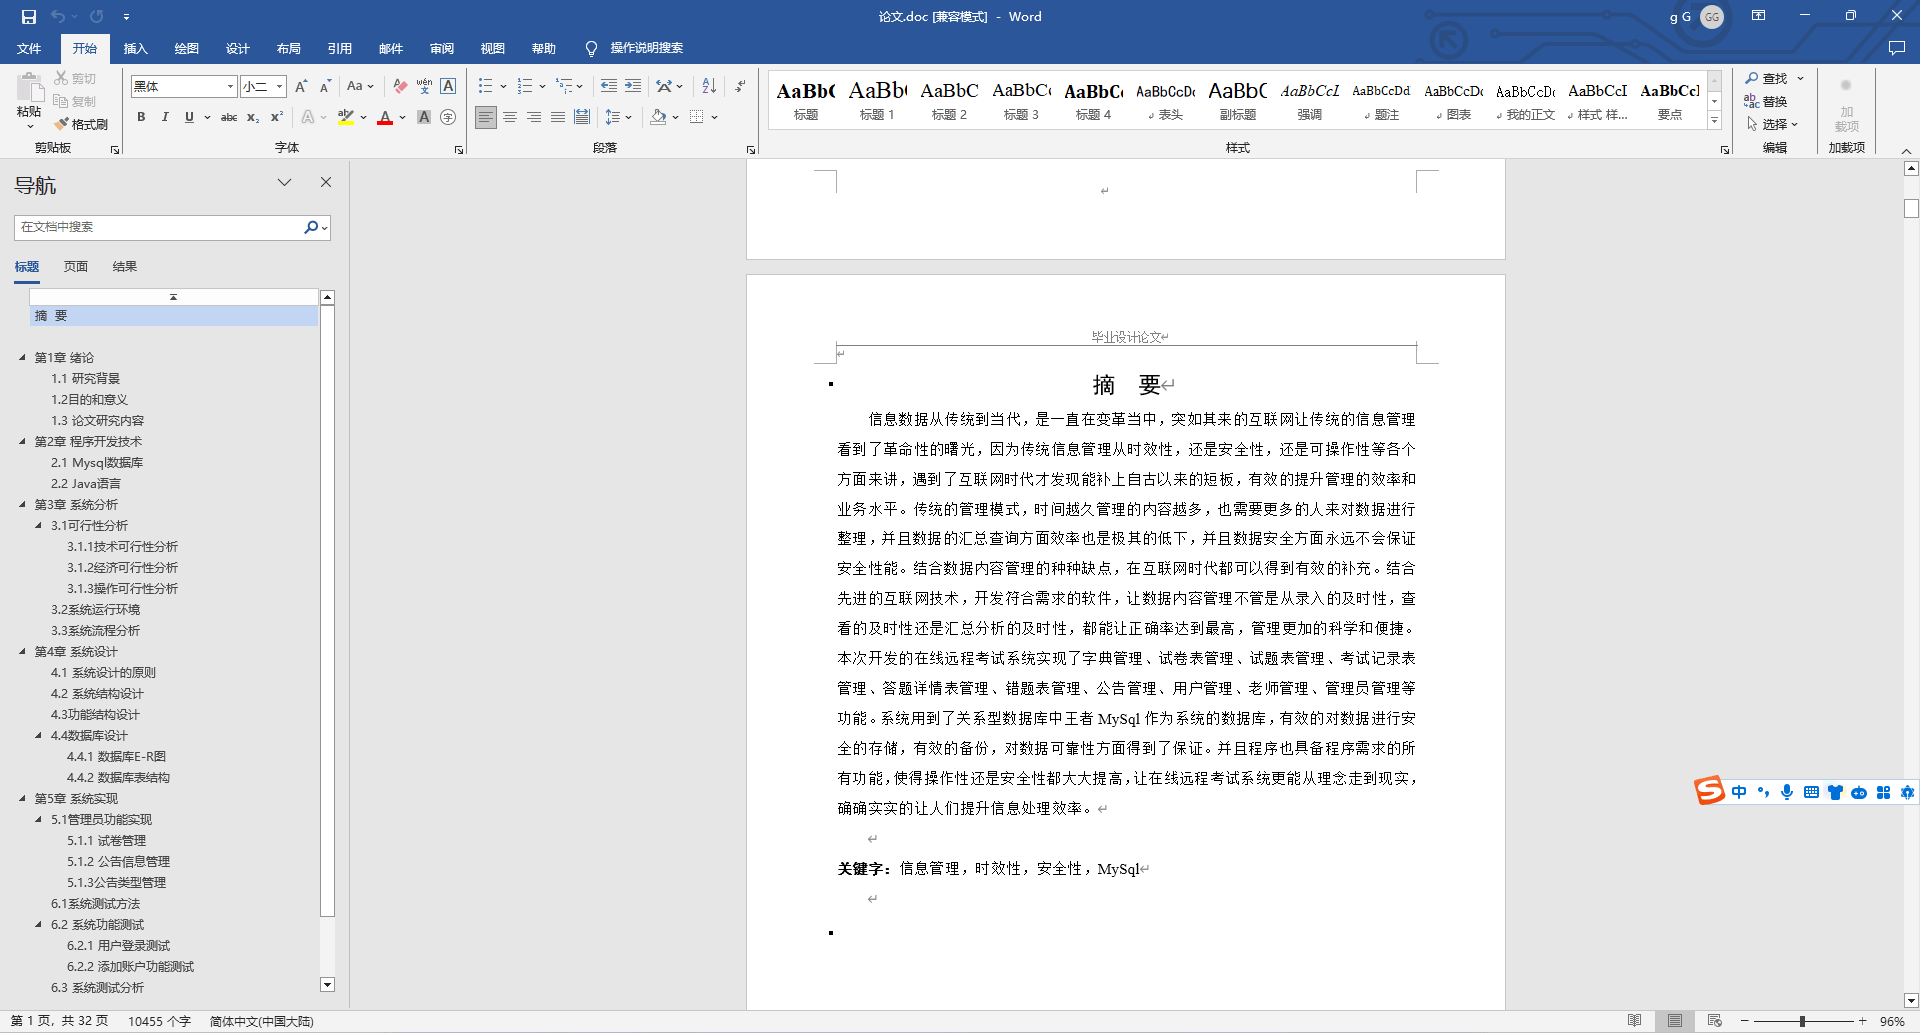 论文.doc [兼容模式] - Word
g G
GG
文件 开始 插入 绘图 设计 布局 引用 邮件 审阅 视图 帮助 操作说明搜索
粘贴
剪切
复制
格式刷
剪贴板
黑体 小二
字体
段落
AaBbC AaBb( AaBbC AaBbC AaBbC AaBbCcDc AaBbC AaBbCcL AaBbCcDd AaBbCcDc AaBbCcDc AaBbCcI AaBbCcI
标题 标题 1 标题 2 标题 3 标题 4 表头 副标题 强调 题注 图表 我的正文 样式 样... 要点
样式
查找
替换
选择
编辑
加
载项
加载项
导航
在文档中搜索
标题 页面 结果
摘 要
第1章 绪论
1.1 研究背景
1.2目的和意义
1.3 论文研究内容
第2章 程序开发技术
2.1 Mysql数据库
2.2 Java语言
第3章 系统分析
3.1可行性分析
3.1.1技术可行性分析
3.1.2经济可行性分析
3.1.3操作可行性分析
3.2系统运行环境
3.3系统流程分析
第4章 系统设计
4.1 系统设计的原则
4.2 系统结构设计
4.3功能结构设计
4.4数据库设计
4.4.1 数据库E-R图
4.4.2 数据库表结构
第5章 系统实现
5.1管理员功能实现
5.1.1 试卷管理
5.1.2 公告信息管理
5.1.3公告类型管理
6.1系统测试方法
6.2 系统功能测试
6.2.1 用户登录测试
6.2.2 添加账户功能测试
6.3 系统测试分析
毕业设计论文
摘 要
信息数据从传统到当代，是一直在变革当中，突如其来的互联网让传统的信息管理
看到了革命性的曙光，因为传统信息管理从时效性，还是安全性，还是可操作性等各个
方面来讲，遇到了互联网时代才发现能补上自古以来的短板，有效的提升管理的效率和
业务水平。传统的管理模式，时间越久管理的内容越多，也需要更多的人来对数据进行
整理，并且数据的汇总查询方面效率也是极其的低下，并且数据安全方面永远不会保证
安全性能。结合数据内容管理的种种缺点，在互联网时代都可以得到有效的补充。结合
先进的互联网技术，开发符合需求的软件，让数据内容管理不管是从录入的及时性，查
看的及时性还是汇总分析的及时性，都能让正确率达到最高，管理更加的科学和便捷。
本次开发的在线远程考试系统实现了字典管理、试卷表管理、试题表管理、考试记录表
管理、答题详情表管理、错题表管理、公告管理、用户管理、老师管理、管理员管理等
功能。系统用到了关系型数据库中王者 MySql 作为系统的数据库，有效的对数据进行安
全的存储，有效的备份，对数据可靠性方面得到了保证。并且程序也具备程序需求的所
有功能，使得操作性还是安全性都大大提高，让在线远程考试系统更能从理念走到现实，
确确实实的让人们提升信息处理效率。
关键字：信息管理，时效性，安全性，MySql
中
第 1 页，共 32 页 10455 个字 简体中文(中国大陆)
96%